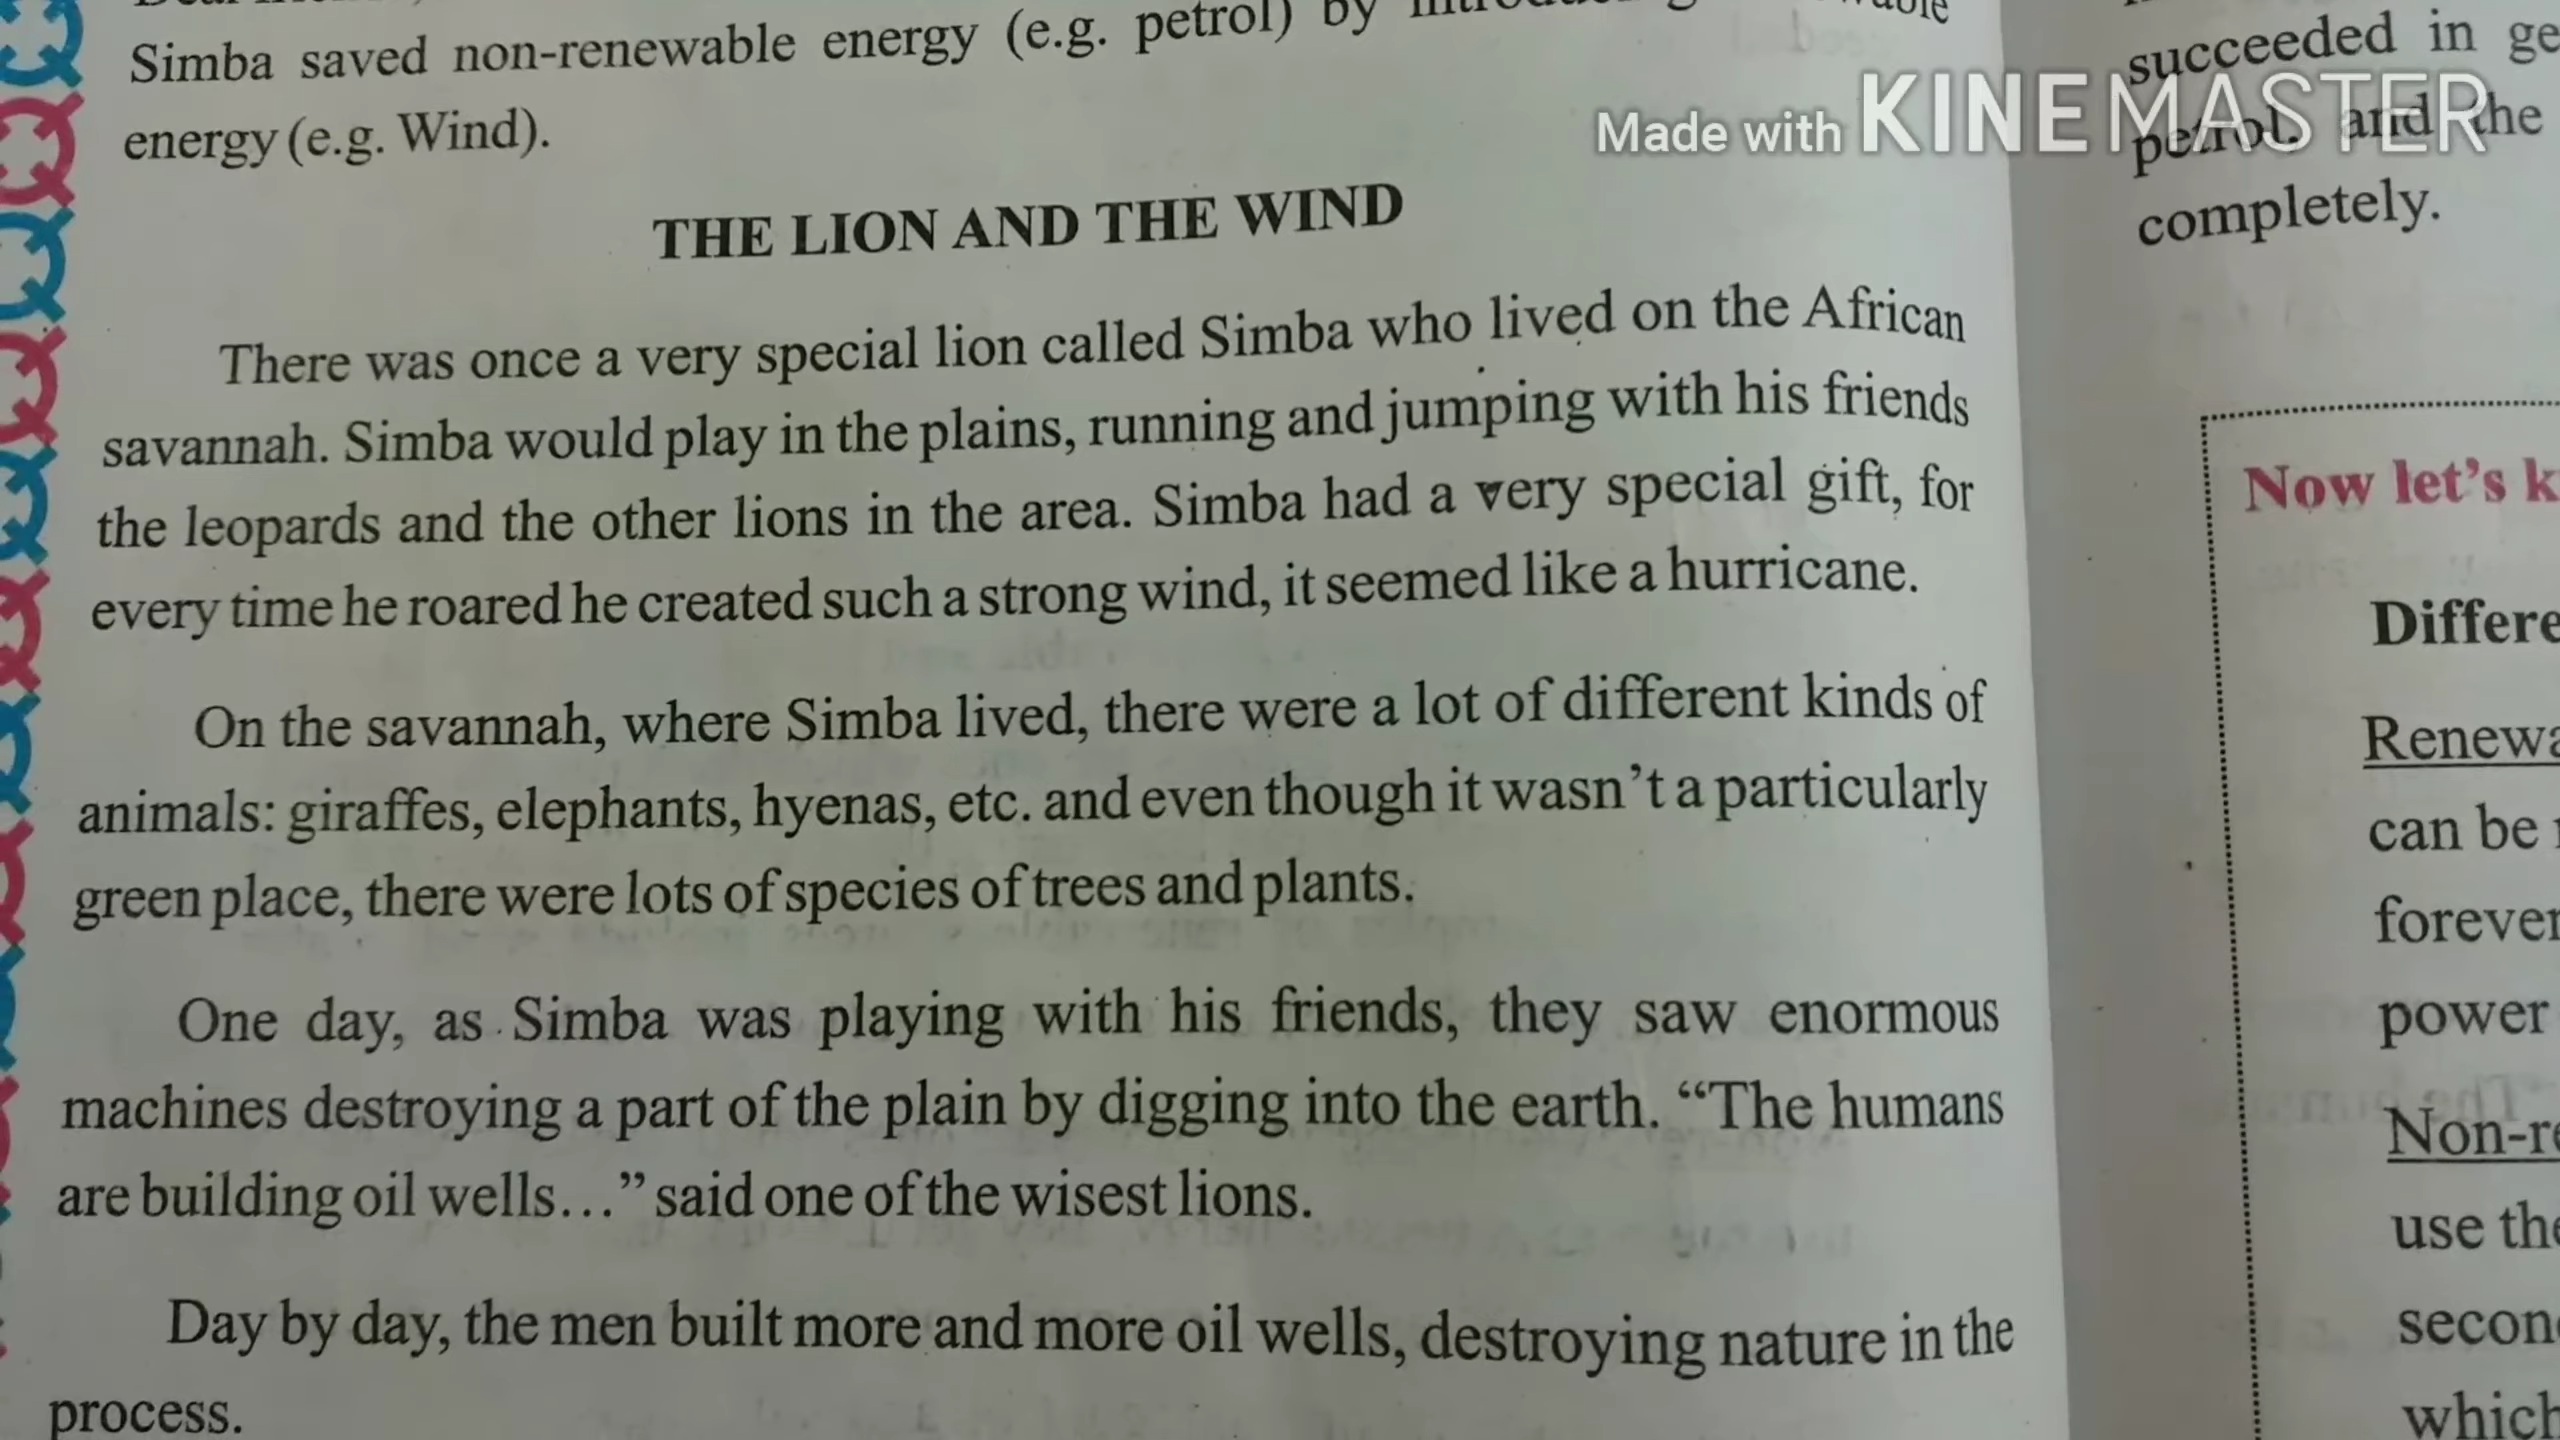 Simba saved non-renewable energy (e.g. petrol) by
energy (e.g. Wind).
THE LION AND THE WIND
There was once a very special lion called Simba who lived on the African
savannah. Simba would play in the plains, running and jumping with his friends
the leopards and the other lions in the area. Simba had a very special gift, for
every time he roared he created such a strong wind, it seemed like a hurricane.
On the savannah, where Simba lived, there were a lot of different kinds of
animals: giraffes, elephants, hyenas, etc. and even though it wasn't a particularly
green place, there were lots of species of trees and plants.
One day, as Simba was playing with his friends, they saw enormous
machines destroying a part of the plain by digging into the earth. “The humans
are building oil wells…” said one of the wisest lions.
Day by day, the men built more and more oil wells, destroying nature in the
process.
Made with KINEMASTER
succeeded in ge
petrol, and the
completely.
Now let's k
Differe
Renewa
can be
forever
power
Non-re
use the
secon
which